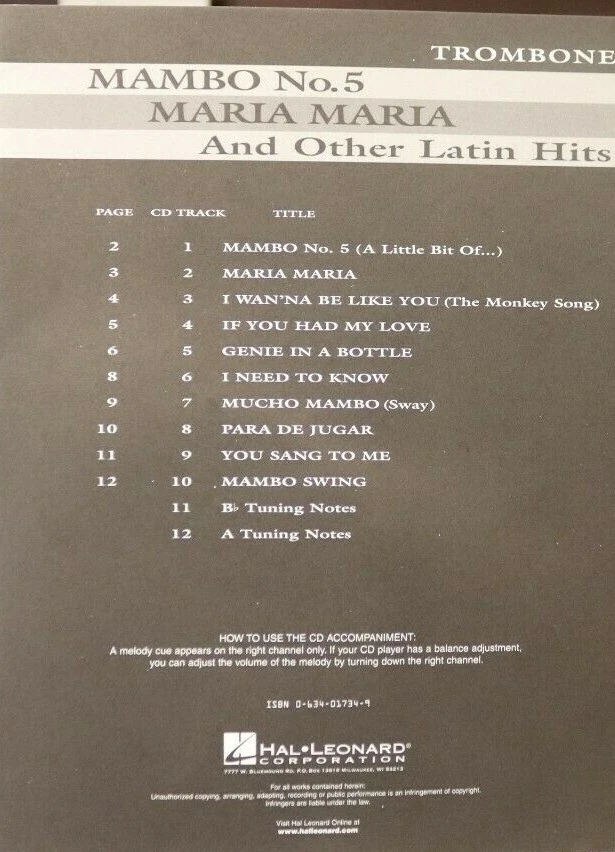 TROMBONE
MAMBO No. 5
MARIA MARIA
And Other Latin Hits
PAGE CD TRACK TITLE
2 1 MAMBO No. 5 (A Little Bit Of...)
3 2 MARIA MARIA
4 3 I WAN'NA BE LIKE YOU (The Monkey Song)
5 4 IF YOU HAD MY LOVE
6 5 GENIE IN A BOTTLE
8 6 I NEED TO KNOW
9 7 MUCHO MAMBO (Sway)
10 8 PARA DE JUGAR
11 9 YOU SANG TO ME
12 10 MAMBO SWING
11 B♭ Tuning Notes
12 A Tuning Notes
HOW TO USE THE CD ACCOMPANIMENT:
A melody cue appears on the right channel only. If your CD player has a balance adjustment,
you can adjust the volume of the melody by turning down the right channel.
ISBN 0-634-01734-9
HAL•LEONARD®
CORPORATION
7777 W. BLUEMOUND RD. P.O. BOX 13819 MILWAUKEE, WI 53213
For all works contained herein:
Unauthorized copying, arranging, adapting, recording or public performance is an infringement of copyright.
Infringers are liable under the law.
Visit Hal Leonard Online at
www.halleonard.com